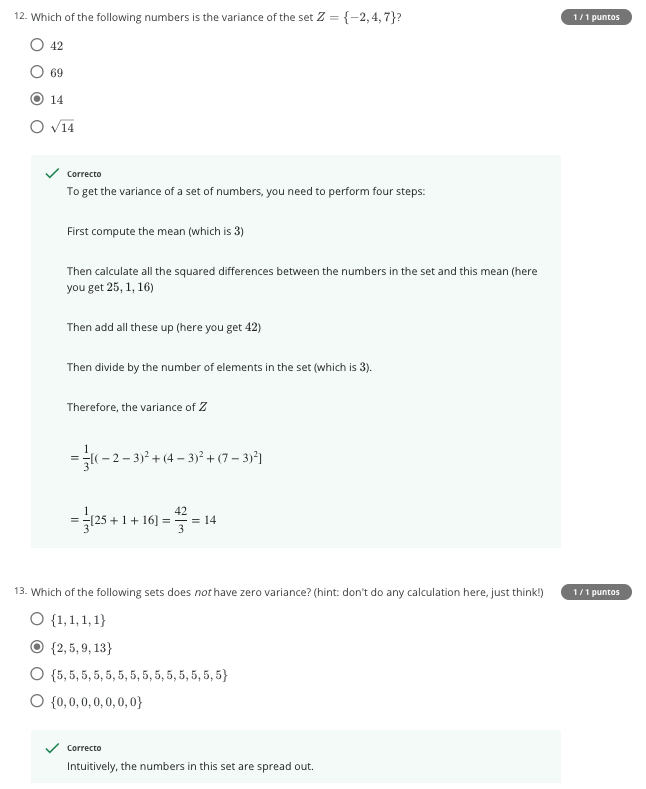 12. Which of the following numbers is the variance of the set Z = {−2, 4, 7}?
1 / 1 puntos
42
69
14
√14
Correcto
To get the variance of a set of numbers, you need to perform four steps:
First compute the mean (which is 3)
Then calculate all the squared differences between the numbers in the set and this mean (here
you get 25, 1, 16)
Then add all these up (here you get 42)
Then divide by the number of elements in the set (which is 3).
Therefore, the variance of Z
= 1/3[( − 2 − 3)² + (4 − 3)² + (7 − 3)²]
= 1/3[25 + 1 + 16] = 42/3 = 14
13. Which of the following sets does not have zero variance? (hint: don't do any calculation here, just think!)
1 / 1 puntos
{1, 1, 1, 1}
{2, 5, 9, 13}
{5, 5, 5, 5, 5, 5, 5, 5, 5, 5, 5, 5, 5, 5}
{0, 0, 0, 0, 0, 0, 0}
Correcto
Intuitively, the numbers in this set are spread out.